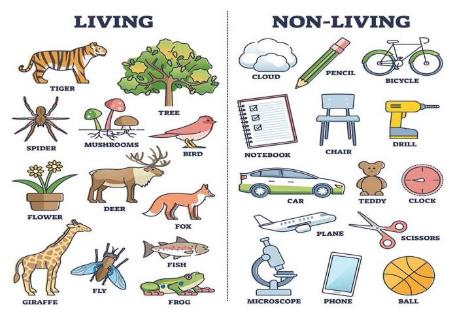 LIVING
TIGER
TREE
SPIDER
MUSHROOMS
BIRD
FLOWER
DEER
FOX
FISH
GIRAFFE
FLY
FROG
NON-LIVING
CLOUD
PENCIL
BICYCLE
NOTEBOOK
CHAIR
DRILL
CAR
TEDDY
CLOCK
PLANE
SCISSORS
MICROSCOPE
PHONE
BALL